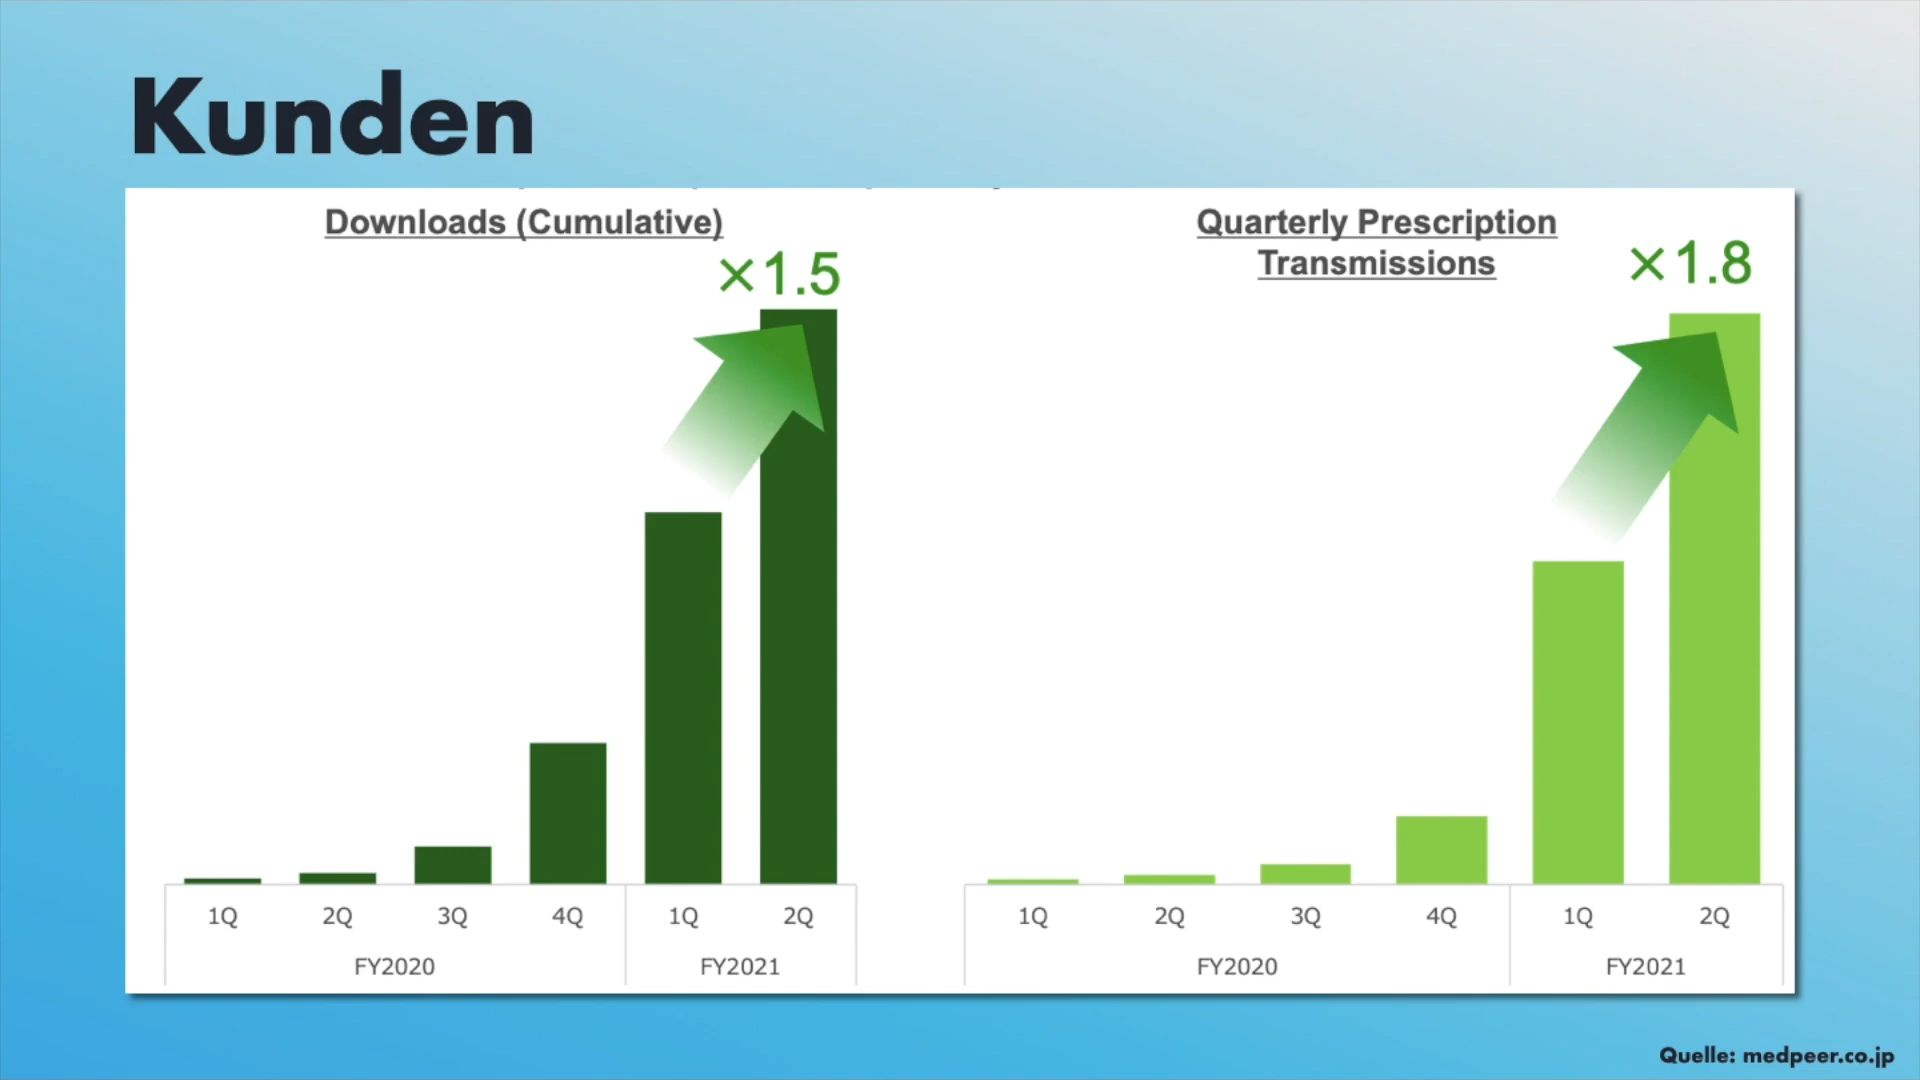 Kunden
Downloads (Cumulative)
×1.5
1Q 2Q 3Q 4Q 1Q 2Q
FY2020 FY2021
Quarterly Prescription
Transmissions
×1.8
1Q 2Q 3Q 4Q 1Q 2Q
FY2020 FY2021
Quelle: medpeer.co.jp